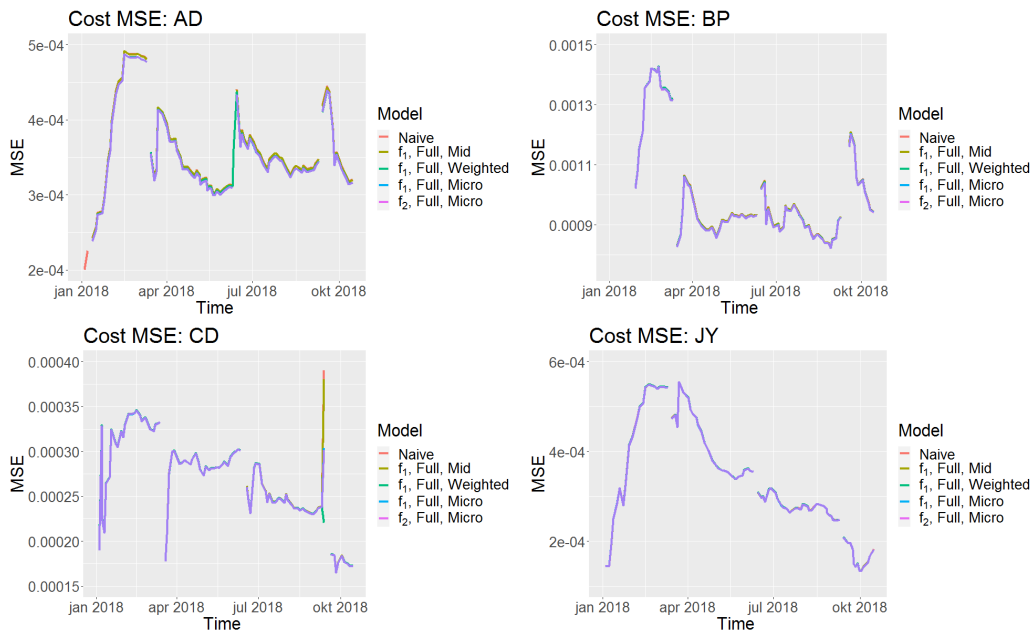 Cost MSE: AD
5e-04
4e-04
3e-04
2e-04
MSE
jan 2018 apr 2018 jul 2018 okt 2018
Time
Model
Naive
f₁, Full, Mid
f₁, Full, Weighted
f₁, Full, Micro
f₂, Full, Micro
Cost MSE: BP
0.0015
0.0013
0.0011
0.0009
MSE
jan 2018 apr 2018 jul 2018 okt 2018
Time
Model
Naive
f₁, Full, Mid
f₁, Full, Weighted
f₁, Full, Micro
f₂, Full, Micro
Cost MSE: CD
0.00040
0.00035
0.00030
0.00025
0.00020
0.00015
MSE
jan 2018 apr 2018 jul 2018 okt 2018
Time
Model
Naive
f₁, Full, Mid
f₁, Full, Weighted
f₁, Full, Micro
f₂, Full, Micro
Cost MSE: JY
6e-04
4e-04
2e-04
MSE
jan 2018 apr 2018 jul 2018 okt 2018
Time
Model
Naive
f₁, Full, Mid
f₁, Full, Weighted
f₁, Full, Micro
f₂, Full, Micro